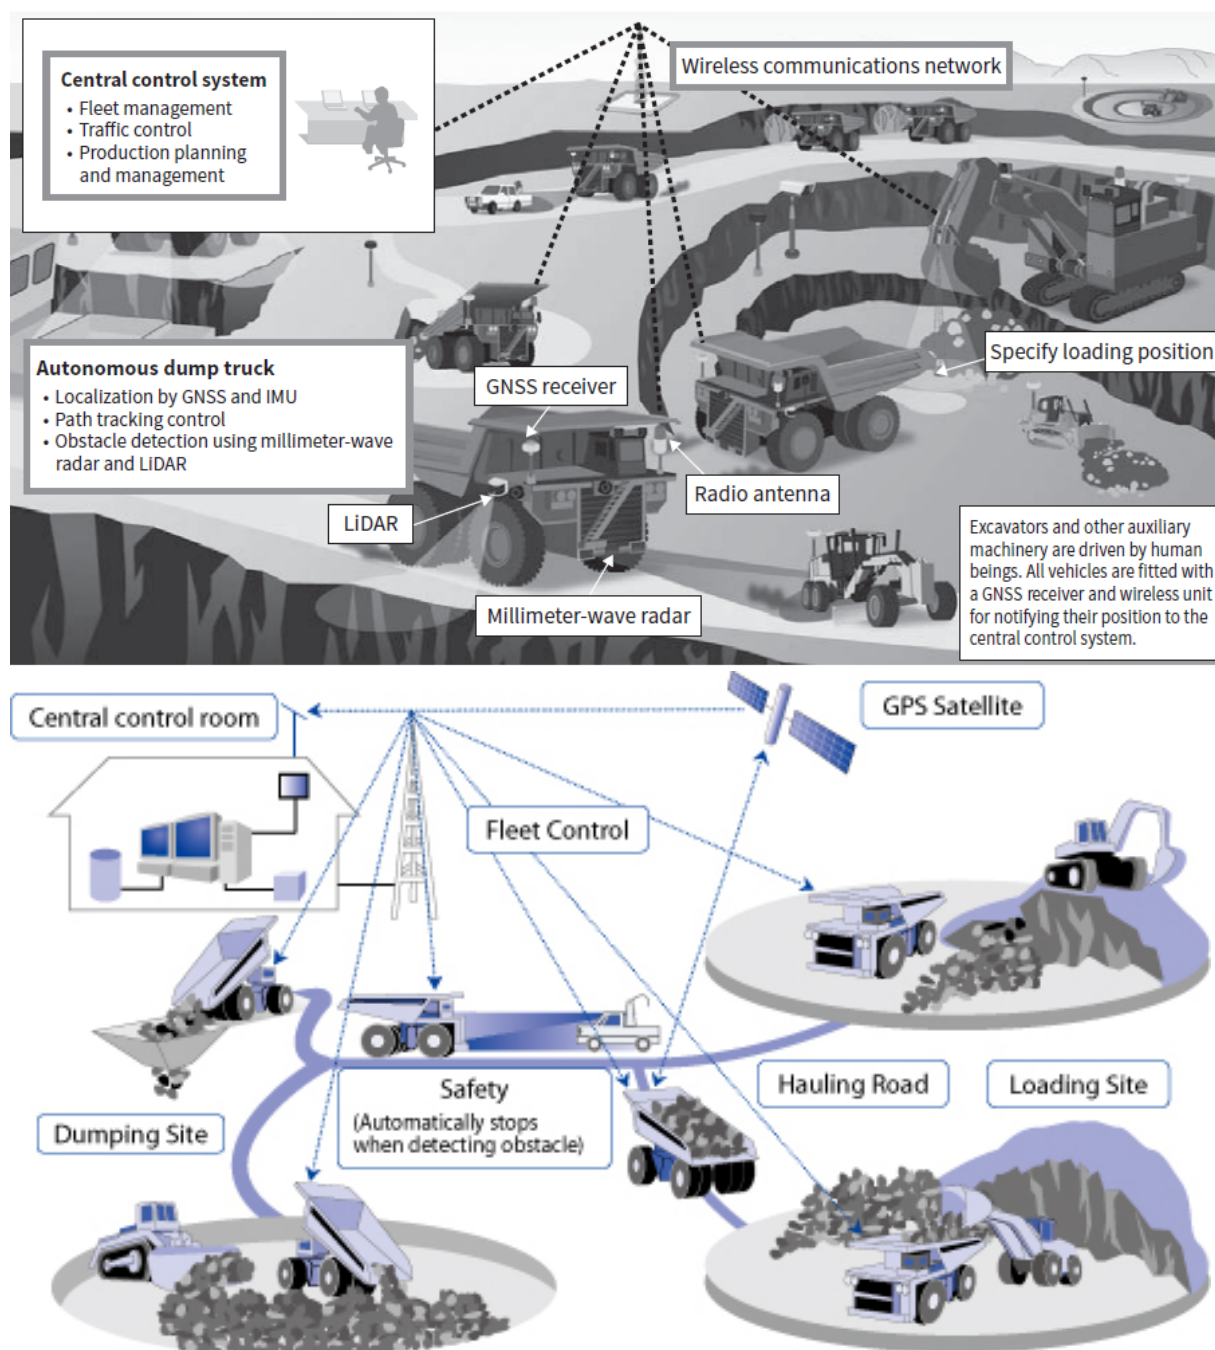 Central control system
• Fleet management
• Traffic control
• Production planning
and management
Wireless communications network
Specify loading position
Autonomous dump truck
• Localization by GNSS and IMU
• Path tracking control
• Obstacle detection using millimeter-wave
radar and LiDAR
GNSS receiver
Radio antenna
LiDAR
Millimeter-wave radar
Excavators and other auxiliary
machinery are driven by human
beings. All vehicles are fitted with
a GNSS receiver and wireless unit
for notifying their position to the
central control system.
Central control room
GPS Satellite
Fleet Control
Safety
(Automatically stops
when detecting obstacle)
Hauling Road
Loading Site
Dumping Site